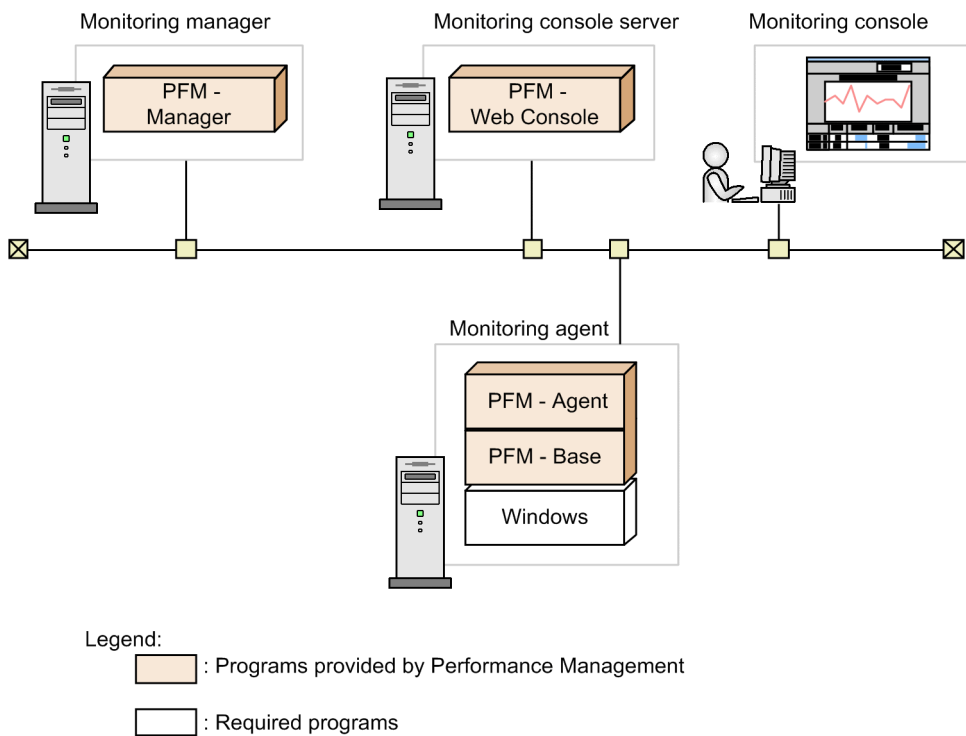 Monitoring manager
Monitoring console server
Monitoring console
PFM -
Manager
PFM -
Web Console
Monitoring agent
PFM - Agent
PFM - Base
Windows
Legend:
: Programs provided by Performance Management
: Required programs